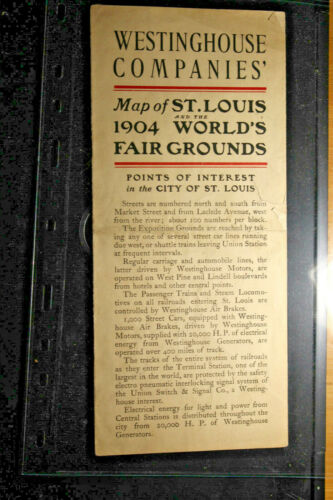 WESTINGHOUSE
COMPANIES'
Map of ST. LOUIS
AND THE
1904 WORLD'S
FAIR GROUNDS
POINTS OF INTEREST
in the CITY OF ST. LOUIS
Streets are numbered north and south from
Market Street and from Laclede Avenue, west
from the river; about 100 numbers per block.
The Exposition Grounds are reached by tak-
ing any one of several street car lines running
due west, or shuttle trains leaving Union Station
at frequent intervals.
Regular carriage and automobile lines, the
latter driven by Westinghouse Motors, are
operated on West Pine and Lindell boulevards
from hotels and other central points.
The Passenger Trains and Steam Locomo-
tives on all railroads entering St. Louis are
controlled by Westinghouse Air Brakes.
1,000 Street Cars, equipped with Westing-
house Air Brakes, driven by Westinghouse
Motors, supplied with 20,000 H. P. of electrical
energy from Westinghouse Generators, are
operated over 400 miles of track.
The tracks of the entire system of railroads
as they enter the Terminal Station, one of the
largest in the world, are protected by the safety
electro pneumatic interlocking signal system of
the Union Switch & Signal Co., a Westing-
house interest.
Electrical energy for light and power from
Central Stations is distributed throughout the
city from 20,000 H. P. of Westinghouse
Generators.